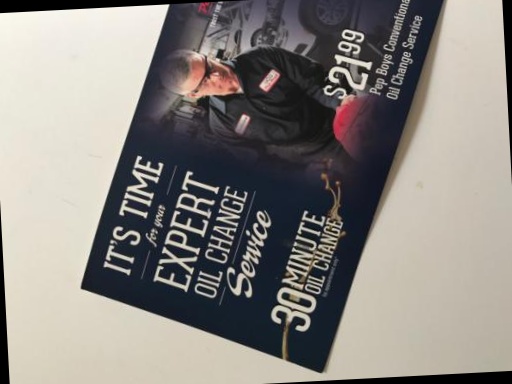 IT'S TIME
for your
EXPERT
OIL CHANGE
Service
30 MINUTE
OIL CHANGE
$21.99
Pep Boys Conventional
Oil Change Service